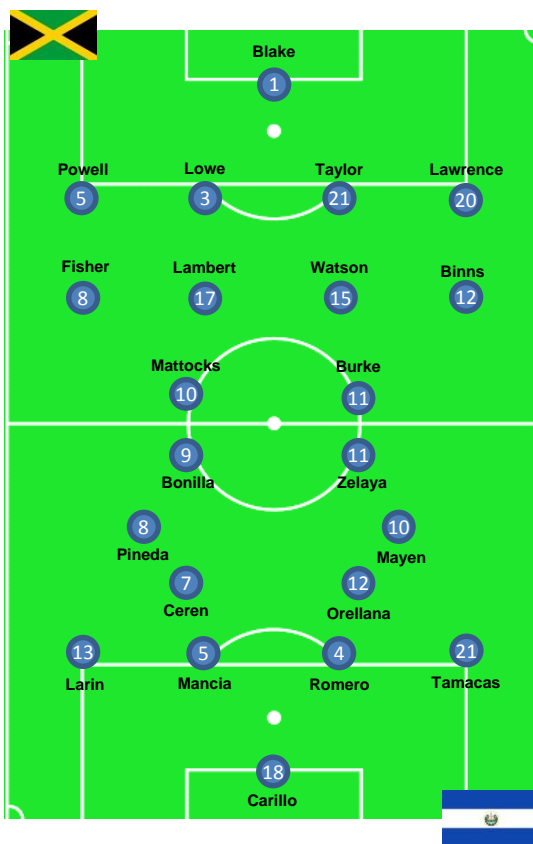 Blake
1
Powell Lowe Taylor Lawrence
5 3 21 20
Fisher Lambert Watson Binns
8 17 15 12
Mattocks Burke
10 11
9 11
Bonilla Zelaya
8 10
Pineda Mayen
7 12
Ceren Orellana
13 5 4 21
Larin Mancia Romero Tamacas
18
Carillo